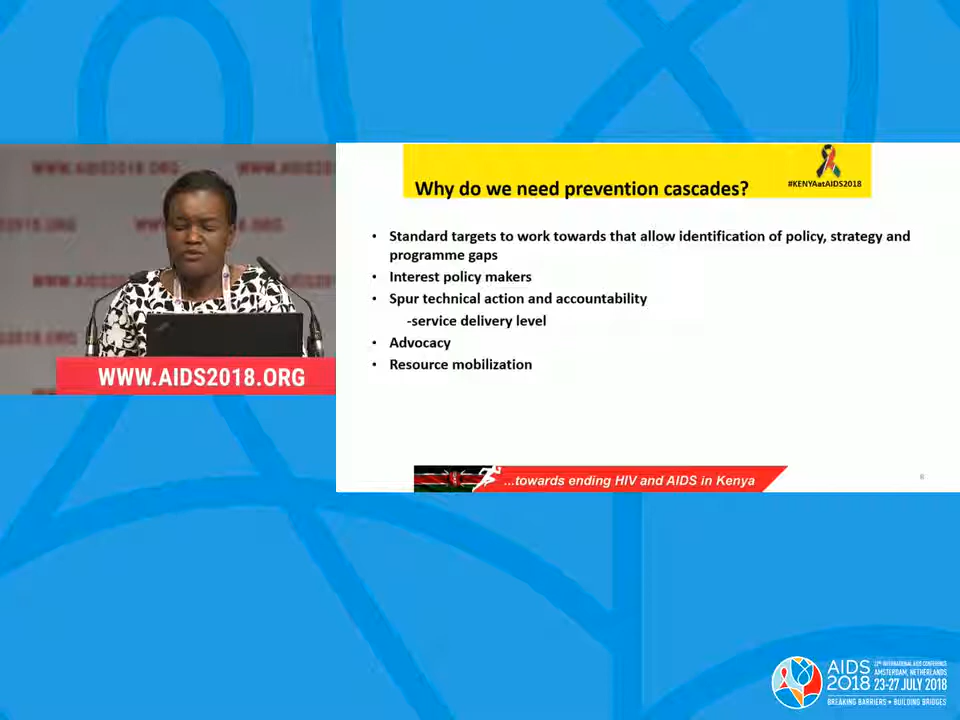 WWW.AIDS2018.ORG
WWW.AIDS2018.ORG
Why do we need prevention cascades?
#KENYAatAIDS2018
• Standard targets to work towards that allow identification of policy, strategy and
programme gaps
• Interest policy makers
• Spur technical action and accountability
-service delivery level
• Advocacy
• Resource mobilization
...towards ending HIV and AIDS in Kenya
AIDS
2018
22ND INTERNATIONAL AIDS CONFERENCE
AMSTERDAM, NETHERLANDS
23-27 JULY 2018
BREAKING BARRIERS • BUILDING BRIDGES